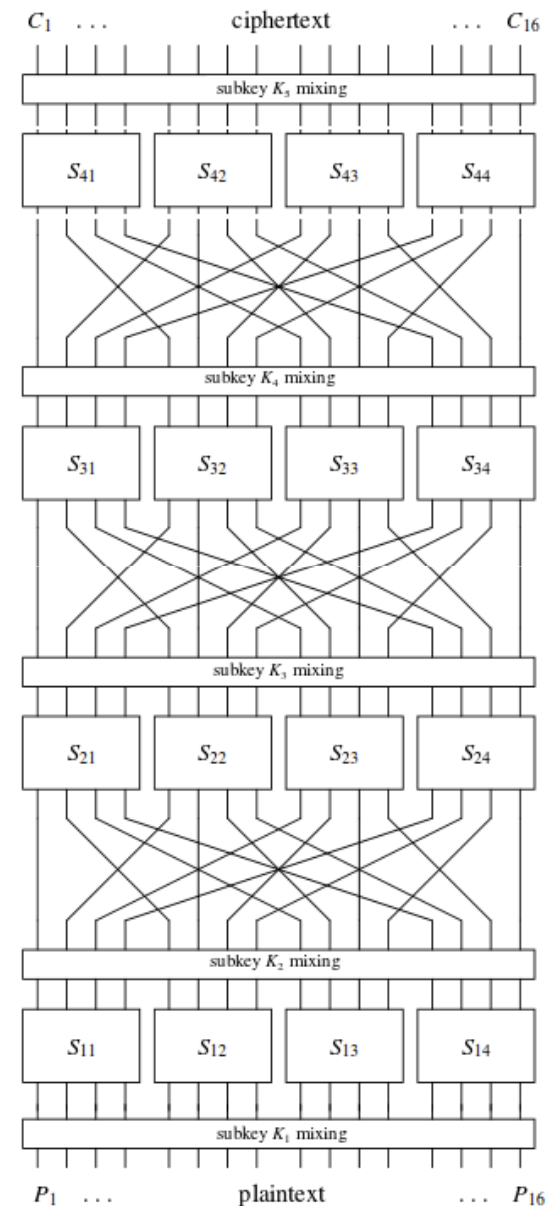 C₁ . . . ciphertext . . . C₁₆
subkey K₅ mixing
S₄₁ S₄₂ S₄₃ S₄₄
subkey K₄ mixing
S₃₁ S₃₂ S₃₃ S₃₄
subkey K₃ mixing
S₂₁ S₂₂ S₂₃ S₂₄
subkey K₂ mixing
S₁₁ S₁₂ S₁₃ S₁₄
subkey K₁ mixing
P₁ . . . plaintext . . . P₁₆